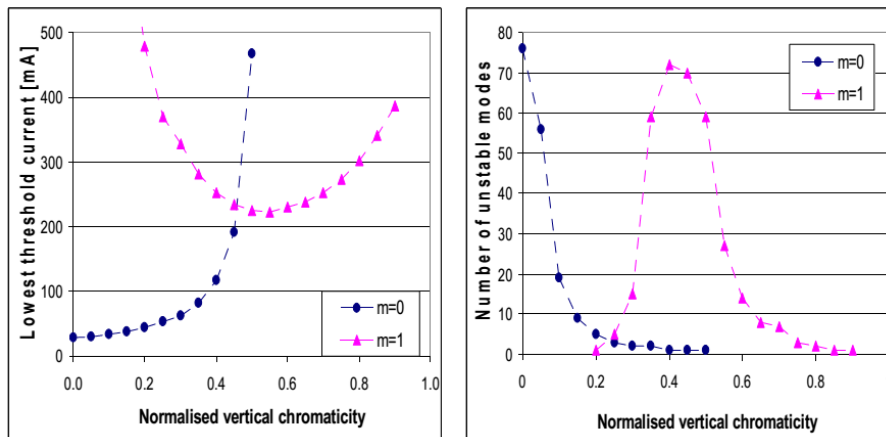 Lowest threshold current [mA]
500
400
300
200
100
0
0.0 0.2 0.4 0.6 0.8 1.0
Normalised vertical chromaticity
m=0
m=1
Number of unstable modes
80
70
60
50
40
30
20
10
0
0 0.2 0.4 0.6 0.8
Normalised vertical chromaticity
m=0
m=1